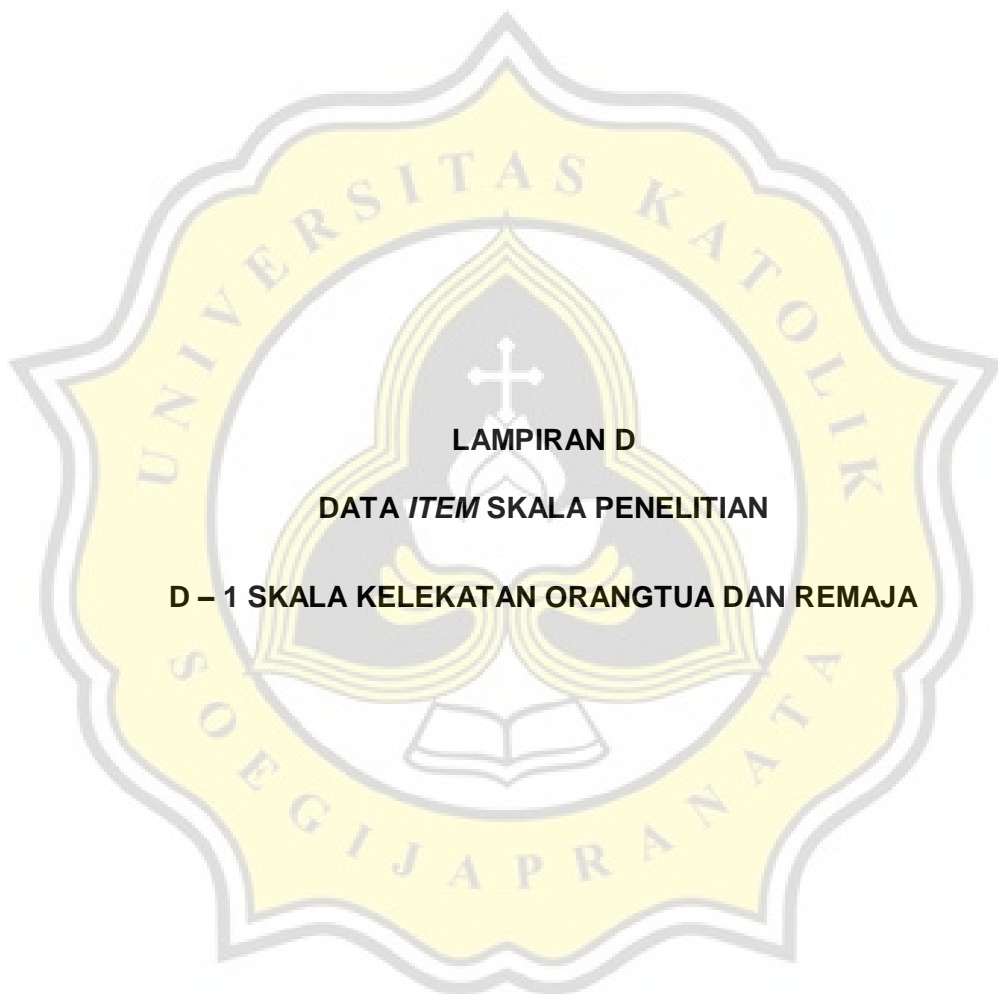 UNIVERSITAS KATOLIK
LAMPIRAN D
DATA ITEM SKALA PENELITIAN
D – 1 SKALA KELEKATAN ORANGTUA DAN REMAJA
SOEGIJAPRANATA